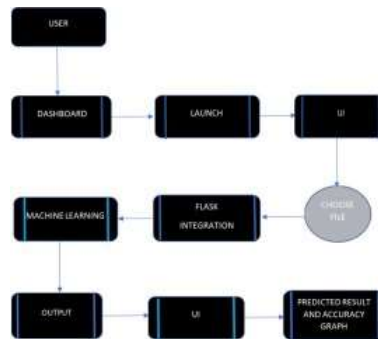 USER
DASHBOARD
LAUNCH
UI
CHOOSE
FILE
FLASK
INTEGRATION
MACHINE LEARNING
OUTPUT
UI
PREDICTED RESULT
AND ACCURACY
GRAPH